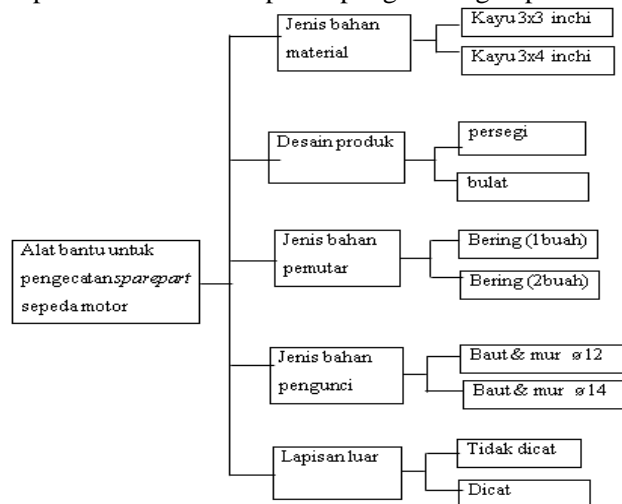 Alat bantu untuk
pengecatan sparepart
sepeda motor
Jenis bahan
material
Kayu 3x3 inchi
Kayu 3x4 inchi
Desain produk
persegi
bulat
Jenis bahan
pemutar
Bering (1buah)
Bering (2buah)
Jenis bahan
pengunci
Baut & mur ø12
Baut & mur ø14
Lapisan luar
Tidak dicat
Dicat